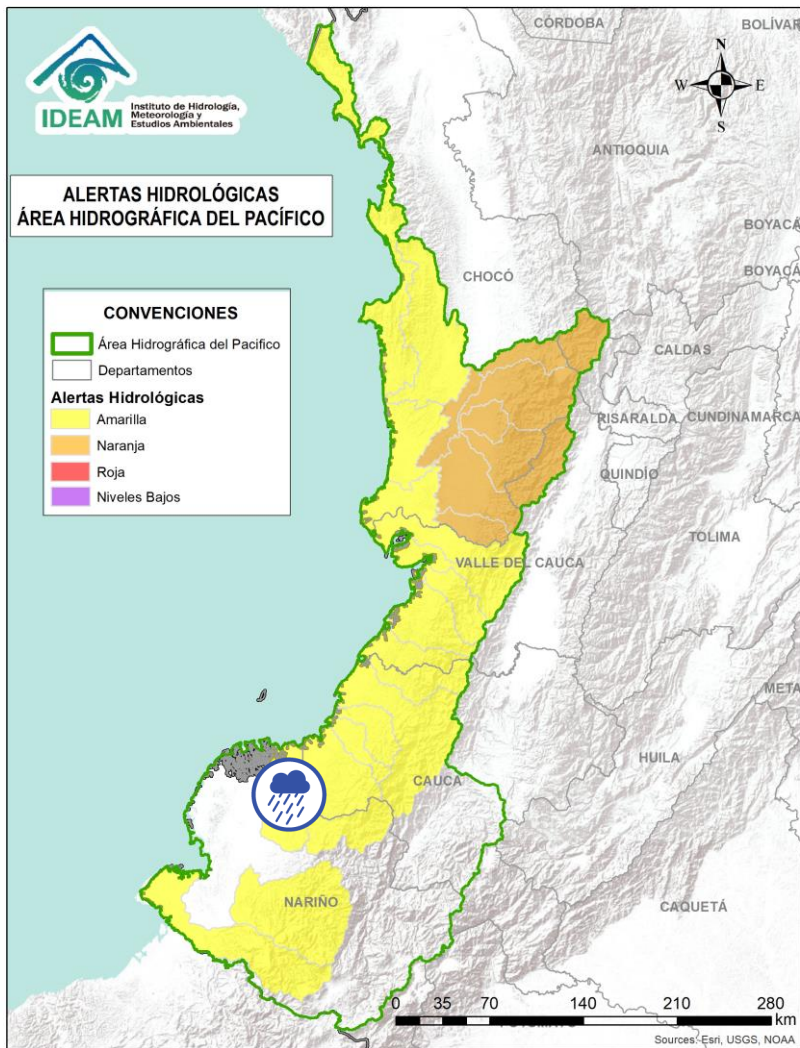 CÓRDOBA
BOLÍVAR
IDEAM
Instituto de Hidrología,
Meteorología y
Estudios Ambientales
N
W
E
S
ANTIOQUIA
ALERTAS HIDROLÓGICAS
ÁREA HIDROGRÁFICA DEL PACÍFICO
BOYACÁ
BOYACÁ
CHOCÓ
CONVENCIONES
Área Hidrográfica del Pacifico
Departamentos
Alertas Hidrológicas
Amarilla
Naranja
Roja
Niveles Bajos
CALDAS
RISARALDA
CUNDINAMARCA
QUINDÍO
TOLIMA
VALLE DEL CAUCA
META
HUILA
CAUCA
NARIÑO
CAQUETÁ
0 35 70 140 210 280
km
Sources: Esri, USGS, NOAA